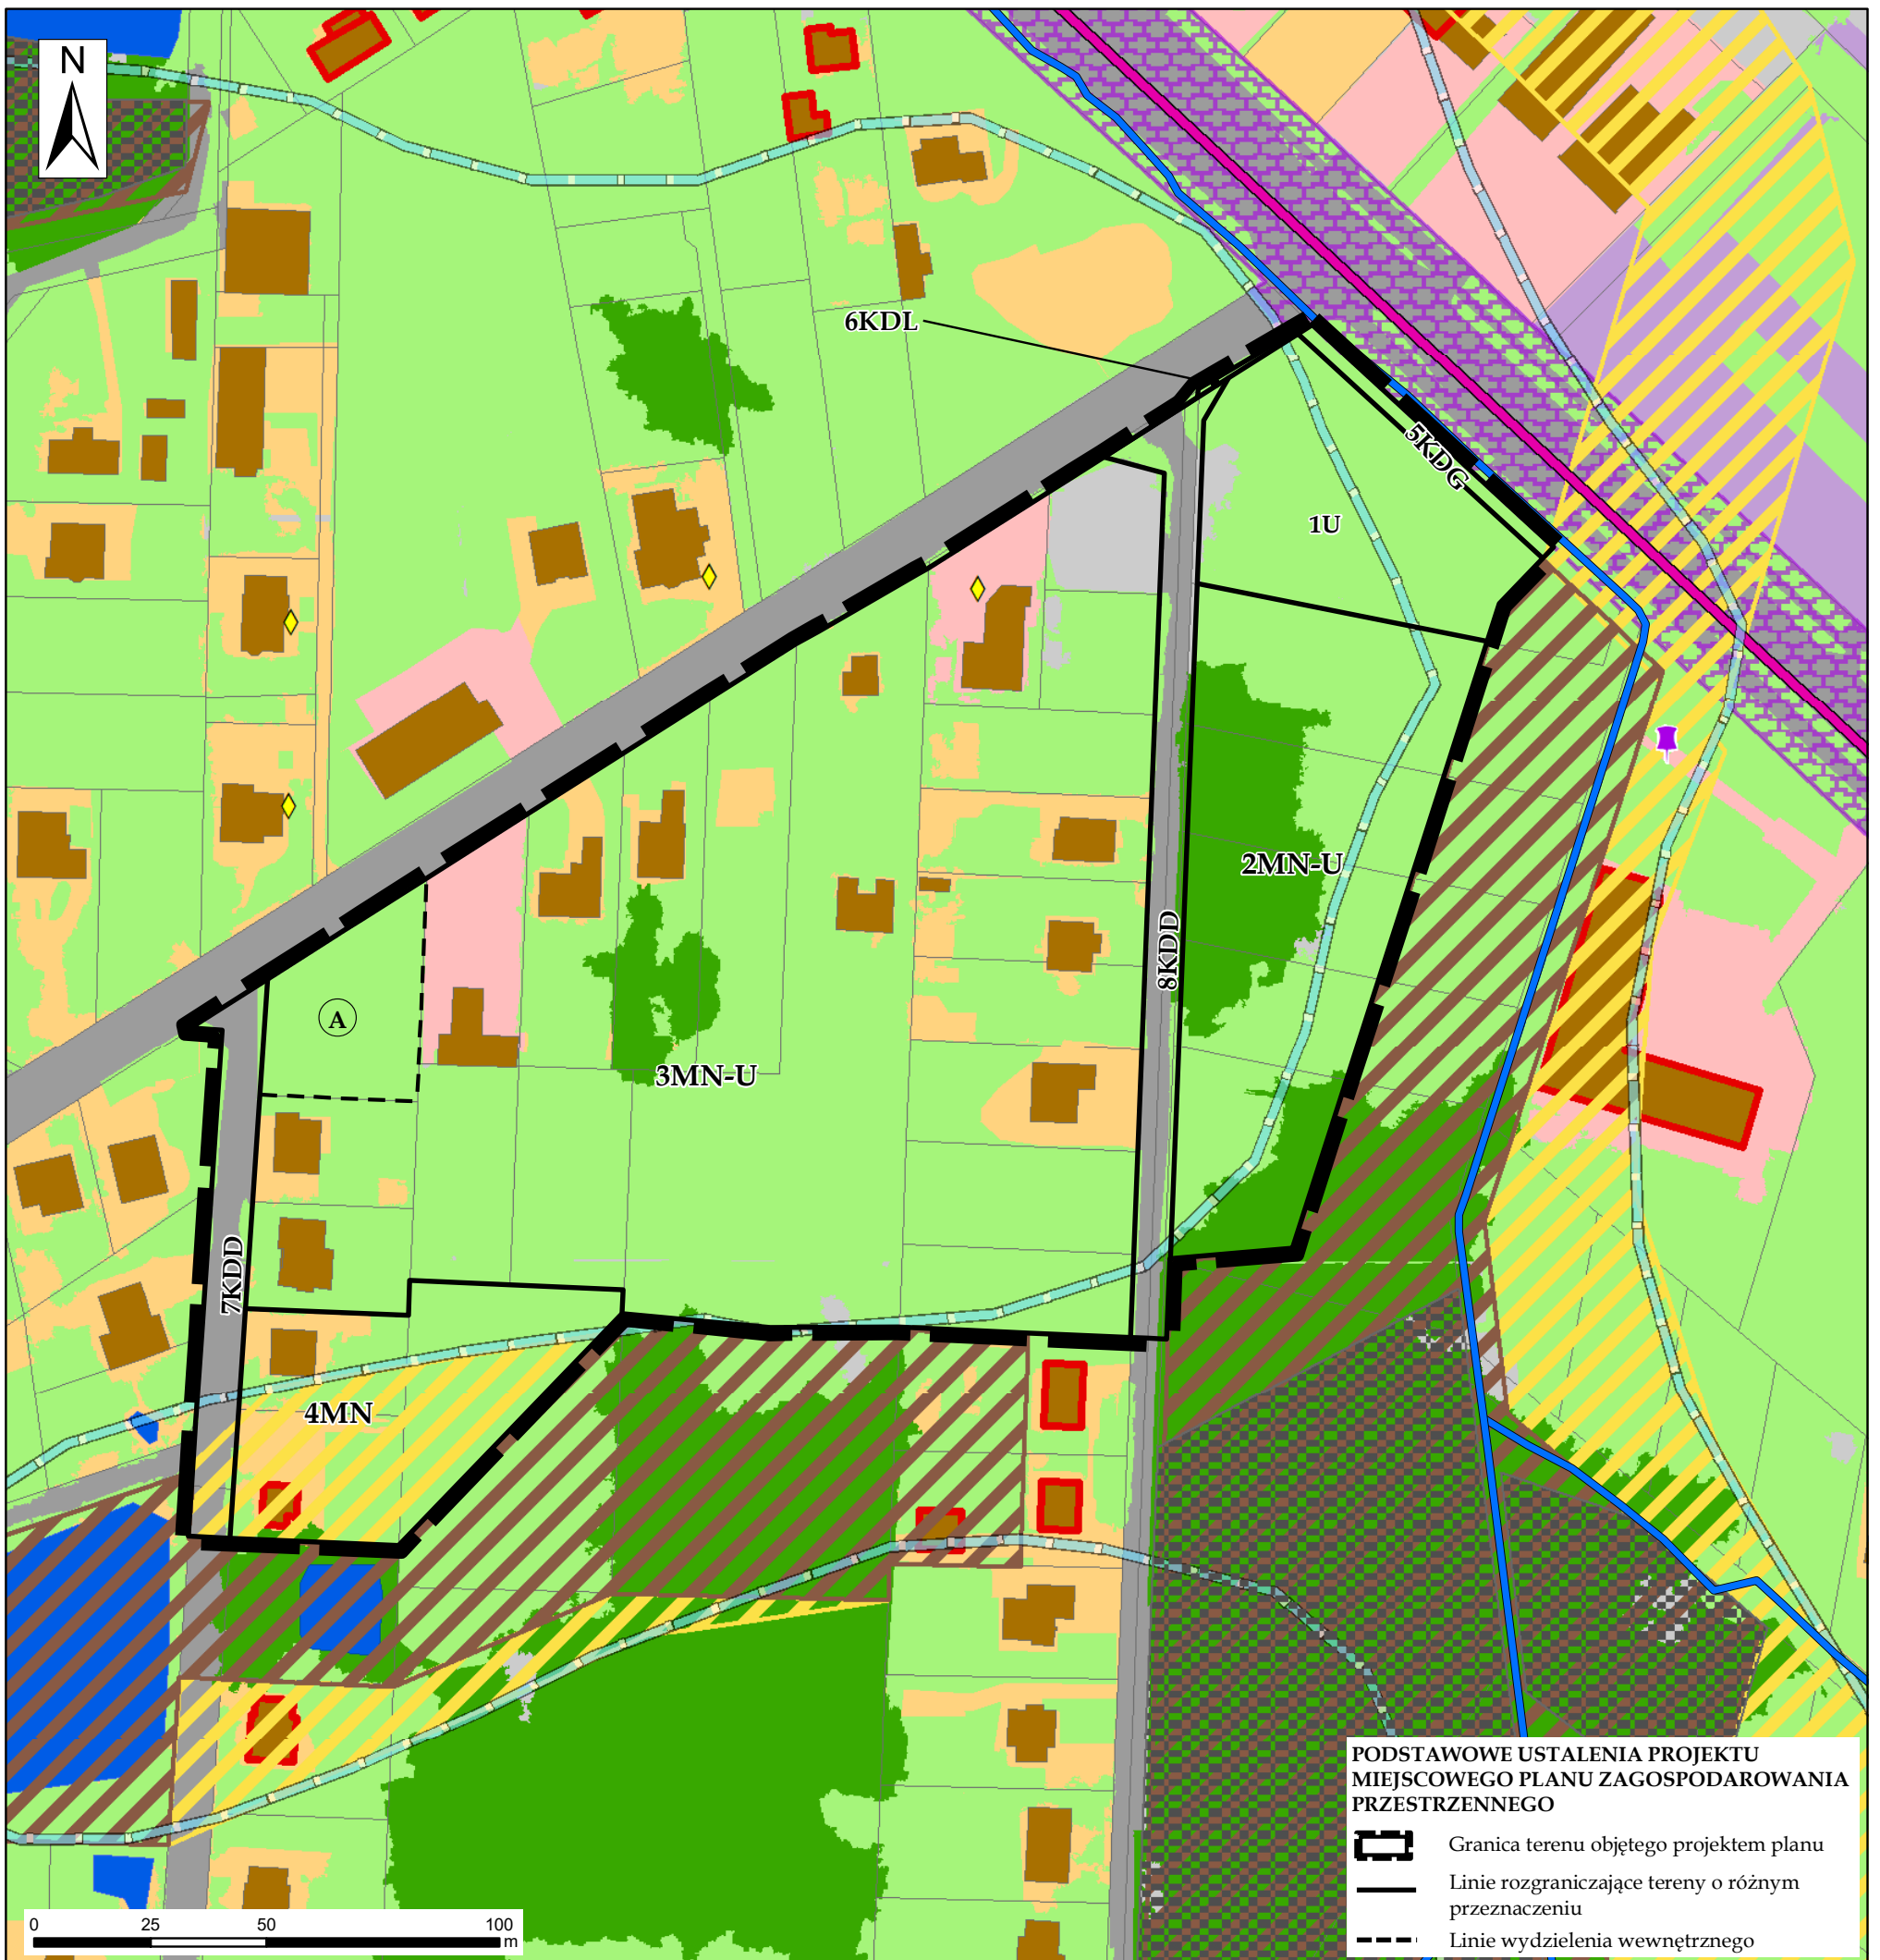 N
6KDL
5KDG
1U
2MN-U
8KDD
A
3MN-U
7KDD
4MN
PODSTAWOWE USTALENIA PROJEKTU
MIEJSCOWEGO PLANU ZAGOSPODAROWANIA
PRZESTRZENNEGO
Granica terenu objętego projektem planu
Linie rozgraniczające tereny o różnym
przeznaczeniu
Linie wydzielenia wewnętrznego
0 25 50 100
m